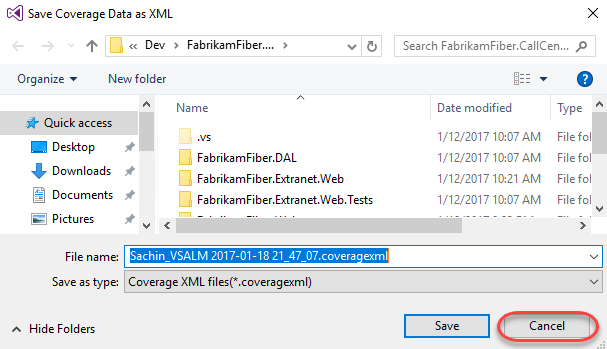 Save Coverage Data as XML
« Dev › FabrikamFiber.... ›
Search FabrikamFiber.CallCen...
Organize New folder
Quick access
Desktop
Downloads
Documents
Pictures
Name Date modified Type
.vs 1/12/2017 10:07 AM File fol
FabrikamFiber.DAL 1/12/2017 10:07 AM File fol
FabrikamFiber.Extranet.Web 1/12/2017 10:21 AM File fol
FabrikamFiber.Extranet.Web.Tests 1/12/2017 10:07 AM File fol
File name: Sachin_VSALM 2017-01-18 21_47_07.coveragexml
Save as type: Coverage XML files(*.coveragexml)
Hide Folders
Save
Cancel